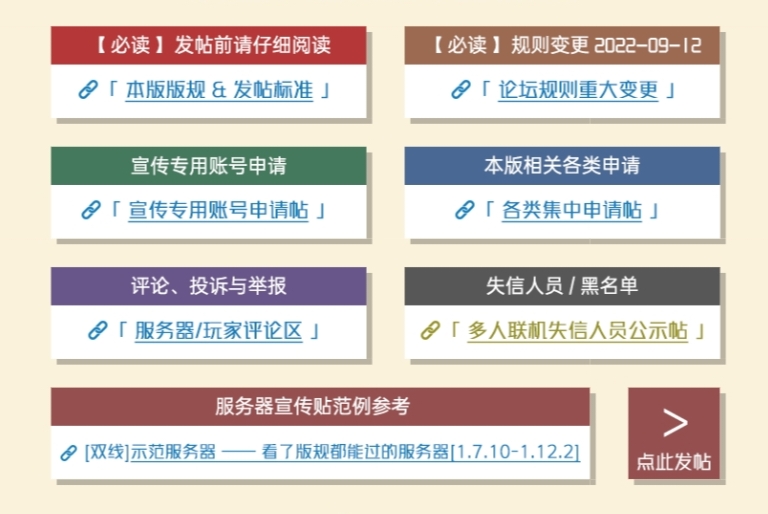 【 必读 】 发帖前请仔细阅读
「 本版版规 & 发帖标准 」
【 必读 】 规则变更 2022-09-12
「 论坛规则重大变更 」
宣传专用账号申请
「 宣传专用账号申请帖 」
本版相关各类申请
「 各类集中申请帖 」
评论、投诉与举报
「 服务器/玩家评论区 」
失信人员 / 黑名单
「 多人联机失信人员公示帖 」
服务器宣传贴范例参考
[双线]示范服务器 —— 看了版规都能过的服务器[1.7.10-1.12.2]
>
点此发帖